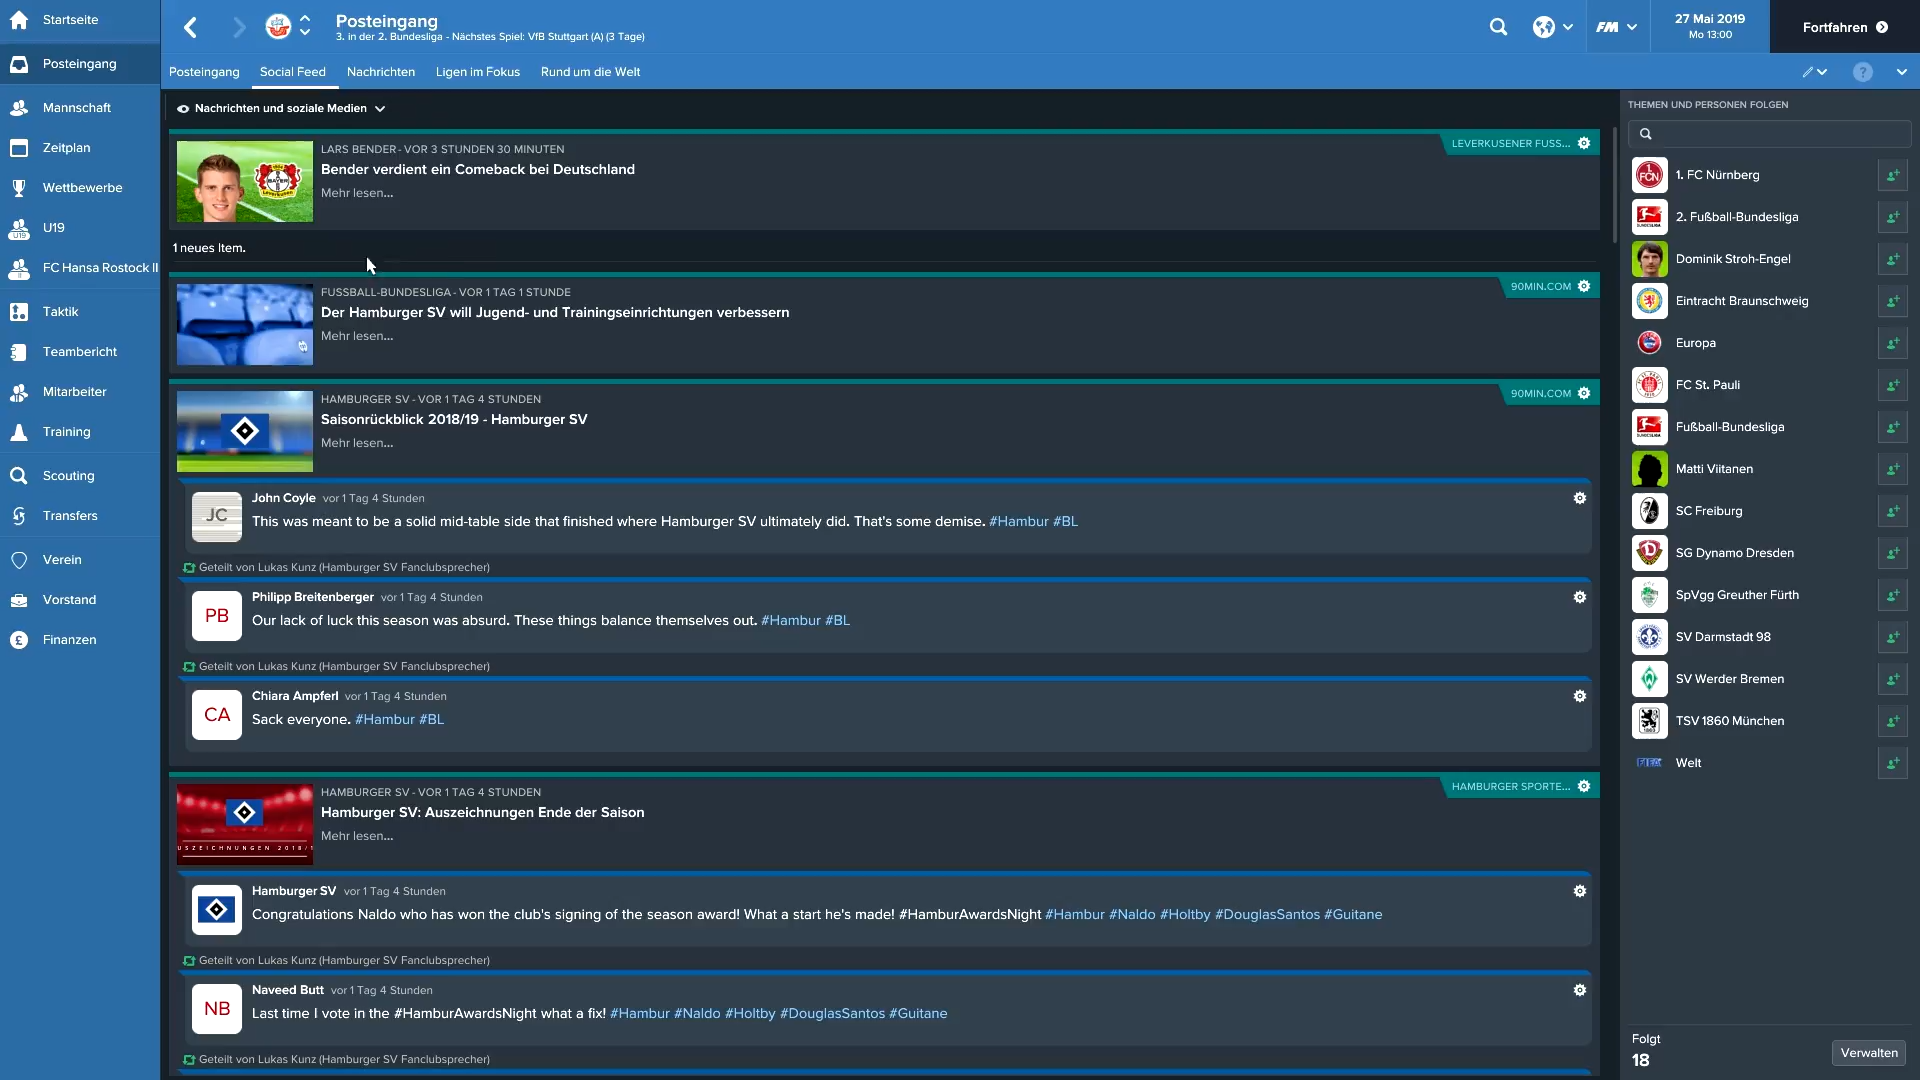 Startseite
Posteingang
Mannschaft
Zeitplan
Wettbewerbe
U19
FC Hansa Rostock II
Taktik
Teambericht
Mitarbeiter
Training
Scouting
Transfers
Verein
Vorstand
Finanzen
Posteingang
3. in der 2. Bundesliga - Nächstes Spiel: VfB Stuttgart (A) (3 Tage)
FM
27 Mai 2019
Mo 13:00
Fortfahren
Posteingang Social Feed Nachrichten Ligen im Fokus Rund um die Welt
Nachrichten und soziale Medien
LARS BENDER - VOR 3 STUNDEN 30 MINUTEN
LEVERKUSENER FUSS...
Bender verdient ein Comeback bei Deutschland
Mehr lesen...
1 neues Item.
FUSSBALL-BUNDESLIGA - VOR 1 TAG 1 STUNDE
90MIN.COM
Der Hamburger SV will Jugend- und Trainingseinrichtungen verbessern
Mehr lesen...
HAMBURGER SV - VOR 1 TAG 4 STUNDEN
90MIN.COM
Saisonrückblick 2018/19 - Hamburger SV
Mehr lesen...
JC
John Coyle vor 1 Tag 4 Stunden
This was meant to be a solid mid-table side that finished where Hamburger SV ultimately did. That's some demise. #Hambur #BL
Geteilt von Lukas Kunz (Hamburger SV Fanclubsprecher)
PB
Philipp Breitenberger vor 1 Tag 4 Stunden
Our lack of luck this season was absurd. These things balance themselves out. #Hambur #BL
Geteilt von Lukas Kunz (Hamburger SV Fanclubsprecher)
CA
Chiara Ampferl vor 1 Tag 4 Stunden
Sack everyone. #Hambur #BL
HAMBURGER SV - VOR 1 TAG 4 STUNDEN
HAMBURGER SPORTE...
Hamburger SV: Auszeichnungen Ende der Saison
Mehr lesen...
USZEICHNUNGEN 2018/1
Hamburger SV vor 1 Tag 4 Stunden
Congratulations Naldo who has won the club's signing of the season award! What a start he's made! #HamburAwardsNight #Hambur #Naldo #Holtby #DouglasSantos #Guitane
Geteilt von Lukas Kunz (Hamburger SV Fanclubsprecher)
NB
Naveed Butt vor 1 Tag 4 Stunden
Last time I vote in the #HamburAwardsNight what a fix! #Hambur #Naldo #Holtby #DouglasSantos #Guitane
Geteilt von Lukas Kunz (Hamburger SV Fanclubsprecher)
THEMEN UND PERSONEN FOLGEN
1. FC Nürnberg
2. Fußball-Bundesliga
Dominik Stroh-Engel
Eintracht Braunschweig
Europa
FC St. Pauli
Fußball-Bundesliga
Matti Viitanen
SC Freiburg
SG Dynamo Dresden
SpVgg Greuther Fürth
SV Darmstadt 98
SV Werder Bremen
TSV 1860 München
FIFA
Welt
Folgt
18
Verwalten